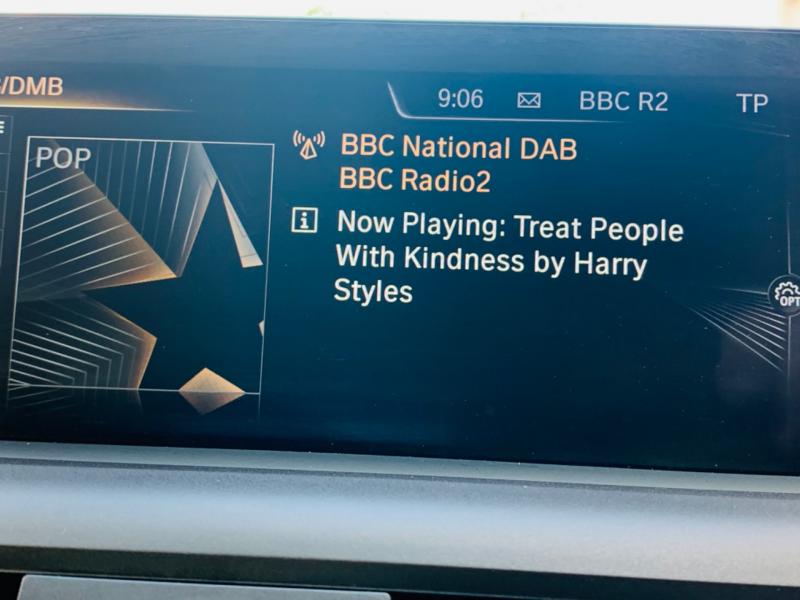 /DMB
9:06 BBC R2 TP
POP
BBC National DAB
BBC Radio2
Now Playing: Treat People
With Kindness by Harry
Styles
OPT